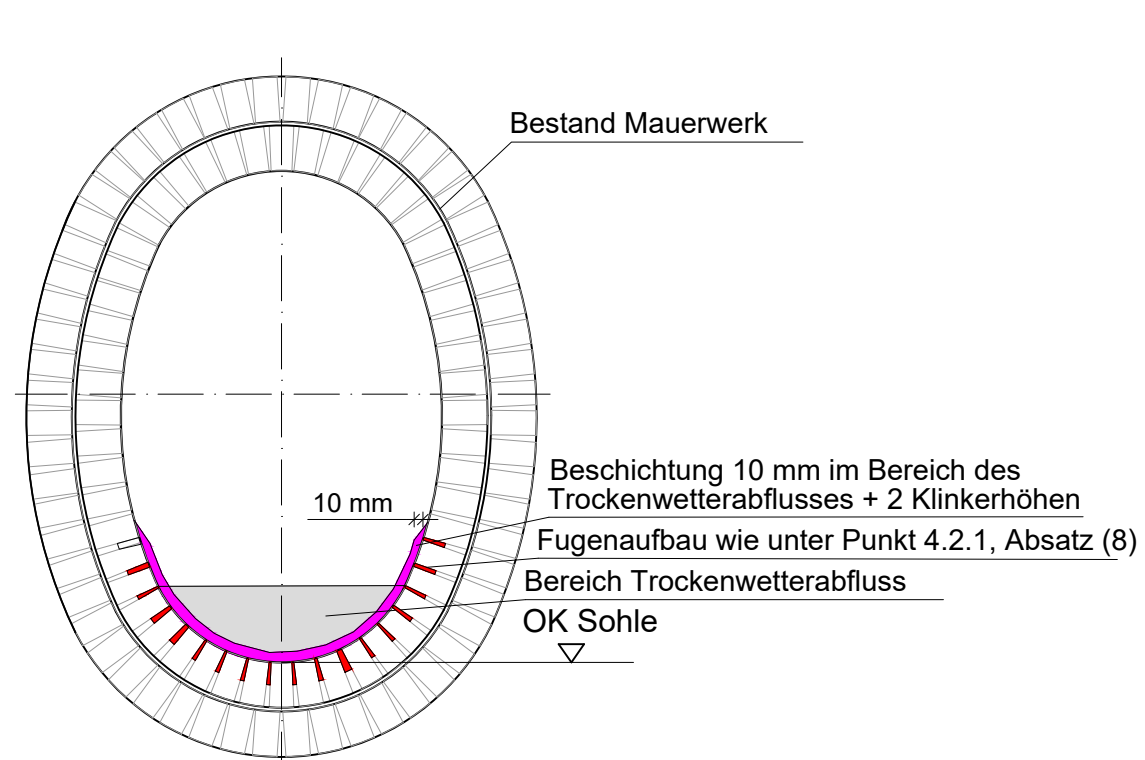 Bestand Mauerwerk
Beschichtung 10 mm im Bereich des
Trockenwetterabflusses + 2 Klinkerhöhen
10 mm
Fugenaufbau wie unter Punkt 4.2.1, Absatz (8)
Bereich Trockenwetterabfluss
OK Sohle